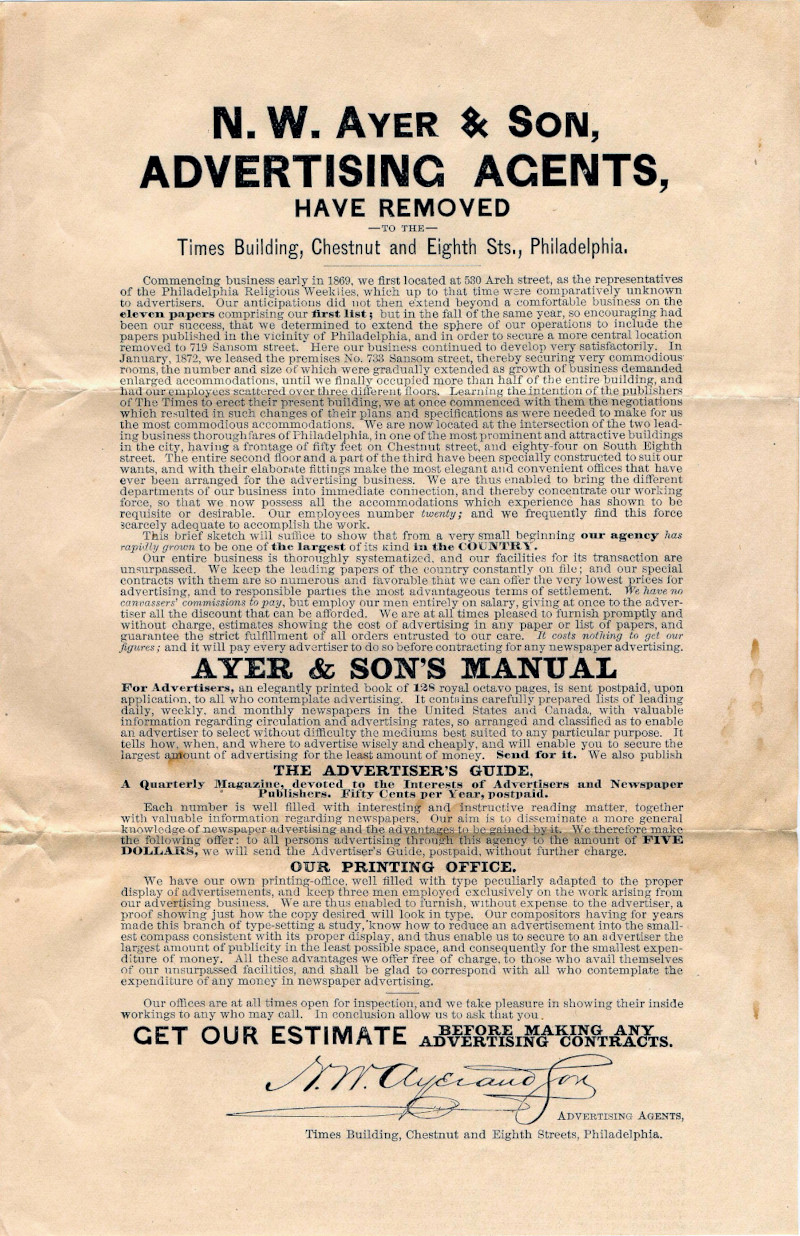 N. W. AYER & SON,
ADVERTISING AGENTS,
HAVE REMOVED
—TO THE—
Times Building, Chestnut and Eighth Sts., Philadelphia.
Commencing business early in 1869, we first located at 530 Arch street, as the representatives
of the Philadelphia Religious Weeklies, which up to that time were comparatively unknown
to advertisers. Our anticipations did not then extend beyond a comfortable business on the
eleven papers comprising our first list; but in the fall of the same year, so encouraging had
been our success, that we determined to extend the sphere of our operations to include the
papers published in the vicinity of Philadelphia, and in order to secure a more central location
removed to 719 Sansom street. Here our business continued to develop very satisfactorily. In
January, 1872, we leased the premises No. 733 Sansom street, thereby securing very commodious
rooms, the number and size of which were gradually extended as growth of business demanded
enlarged accommodations, until we finally occupied more than half of the entire building, and
had our employees scattered over three different floors. Learning the intention of the publishers
of The Times to erect their present building, we at once commenced with them the negotiations
which resulted in such changes of their plans and specifications as were needed to make for us
the most commodious accommodations. We are now located at the intersection of the two lead-
ing business thoroughfares of Philadelphia, in one of the most prominent and attractive buildings
in the city, having a frontage of fifty feet on Chestnut street, and eighty-four on South Eighth
street. The entire second floor and a part of the third have been specially constructed to suit our
wants, and with their elaborate fittings make the most elegant and convenient offices that have
ever been arranged for the advertising business. We are thus enabled to bring the different
departments of our business into immediate connection, and thereby concentrate our working
force, so that we now possess all the accommodations which experience has shown to be
requisite or desirable. Our employees number twenty; and we frequently find this force
scarcely adequate to accomplish the work.
This brief sketch will suffice to show that from a very small beginning our agency has
rapidly grown to be one of the largest of its kind in the COUNTRY.
Our entire business is thoroughly systematized, and our facilities for its transaction are
unsurpassed. We keep the leading papers of the country constantly on file; and our special
contracts with them are so numerous and favorable that we can offer the very lowest prices for
advertising, and to responsible parties the most advantageous terms of settlement. We have no
canvassers' commissions to pay, but employ our men entirely on salary, giving at once to the adver-
tiser all the discount that can be afforded. We are at all times pleased to furnish promptly and
without charge, estimates showing the cost of advertising in any paper or list of papers, and
guarantee the strict fulfillment of all orders entrusted to our care. It costs nothing to get our
figures; and it will pay every advertiser to do so before contracting for any newspaper advertising.
AYER & SON'S MANUAL
For Advertisers, an elegantly printed book of 128 royal octavo pages, is sent postpaid, upon
application, to all who contemplate advertising. It contains carefully prepared lists of leading
daily, weekly, and monthly newspapers in the United States and Canada, with valuable
information regarding circulation and advertising rates, so arranged and classified as to enable
an advertiser to select without difficulty the mediums best suited to any particular purpose. It
tells how, when, and where to advertise wisely and cheaply, and will enable you to secure the
largest amount of advertising for the least amount of money. Send for it. We also publish
THE ADVERTISER'S GUIDE,
A Quarterly Magazine, devoted to the Interests of Advertisers and Newspaper
Publishers. Fifty Cents per Year, postpaid.
Each number is well filled with interesting and instructive reading matter, together
with valuable information regarding newspapers. Our aim is to disseminate a more general
knowledge of newspaper advertising and the advantages to be gained by it. We therefore make
the following offer: to all persons advertising through this agency to the amount of FIVE
DOLLARS, we will send the Advertiser's Guide, postpaid, without further charge.
OUR PRINTING OFFICE.
We have our own printing-office, well filled with type peculiarly adapted to the proper
display of advertisements, and keep three men employed exclusively on the work arising from
our advertising business. We are thus enabled to furnish, without expense to the advertiser, a
proof showing just how the copy desired will look in type. Our compositors having for years
made this branch of type-setting a study, know how to reduce an advertisement into the small-
est compass consistent with its proper display, and thus enable us to secure to an advertiser the
largest amount of publicity in the least possible space, and consequently for the smallest expen-
diture of money. All these advantages we offer free of charge, to those who avail themselves
of our unsurpassed facilities, and shall be glad to correspond with all who contemplate the
expenditure of any money in newspaper advertising.
Our offices are at all times open for inspection, and we take pleasure in showing their inside
workings to any who may call. In conclusion allow us to ask that you
GET OUR ESTIMATE BEFORE MAKING ANY
ADVERTISING CONTRACTS.
N. W. Ayer and Son
ADVERTISING AGENTS,
Times Building, Chestnut and Eighth Streets, Philadelphia.